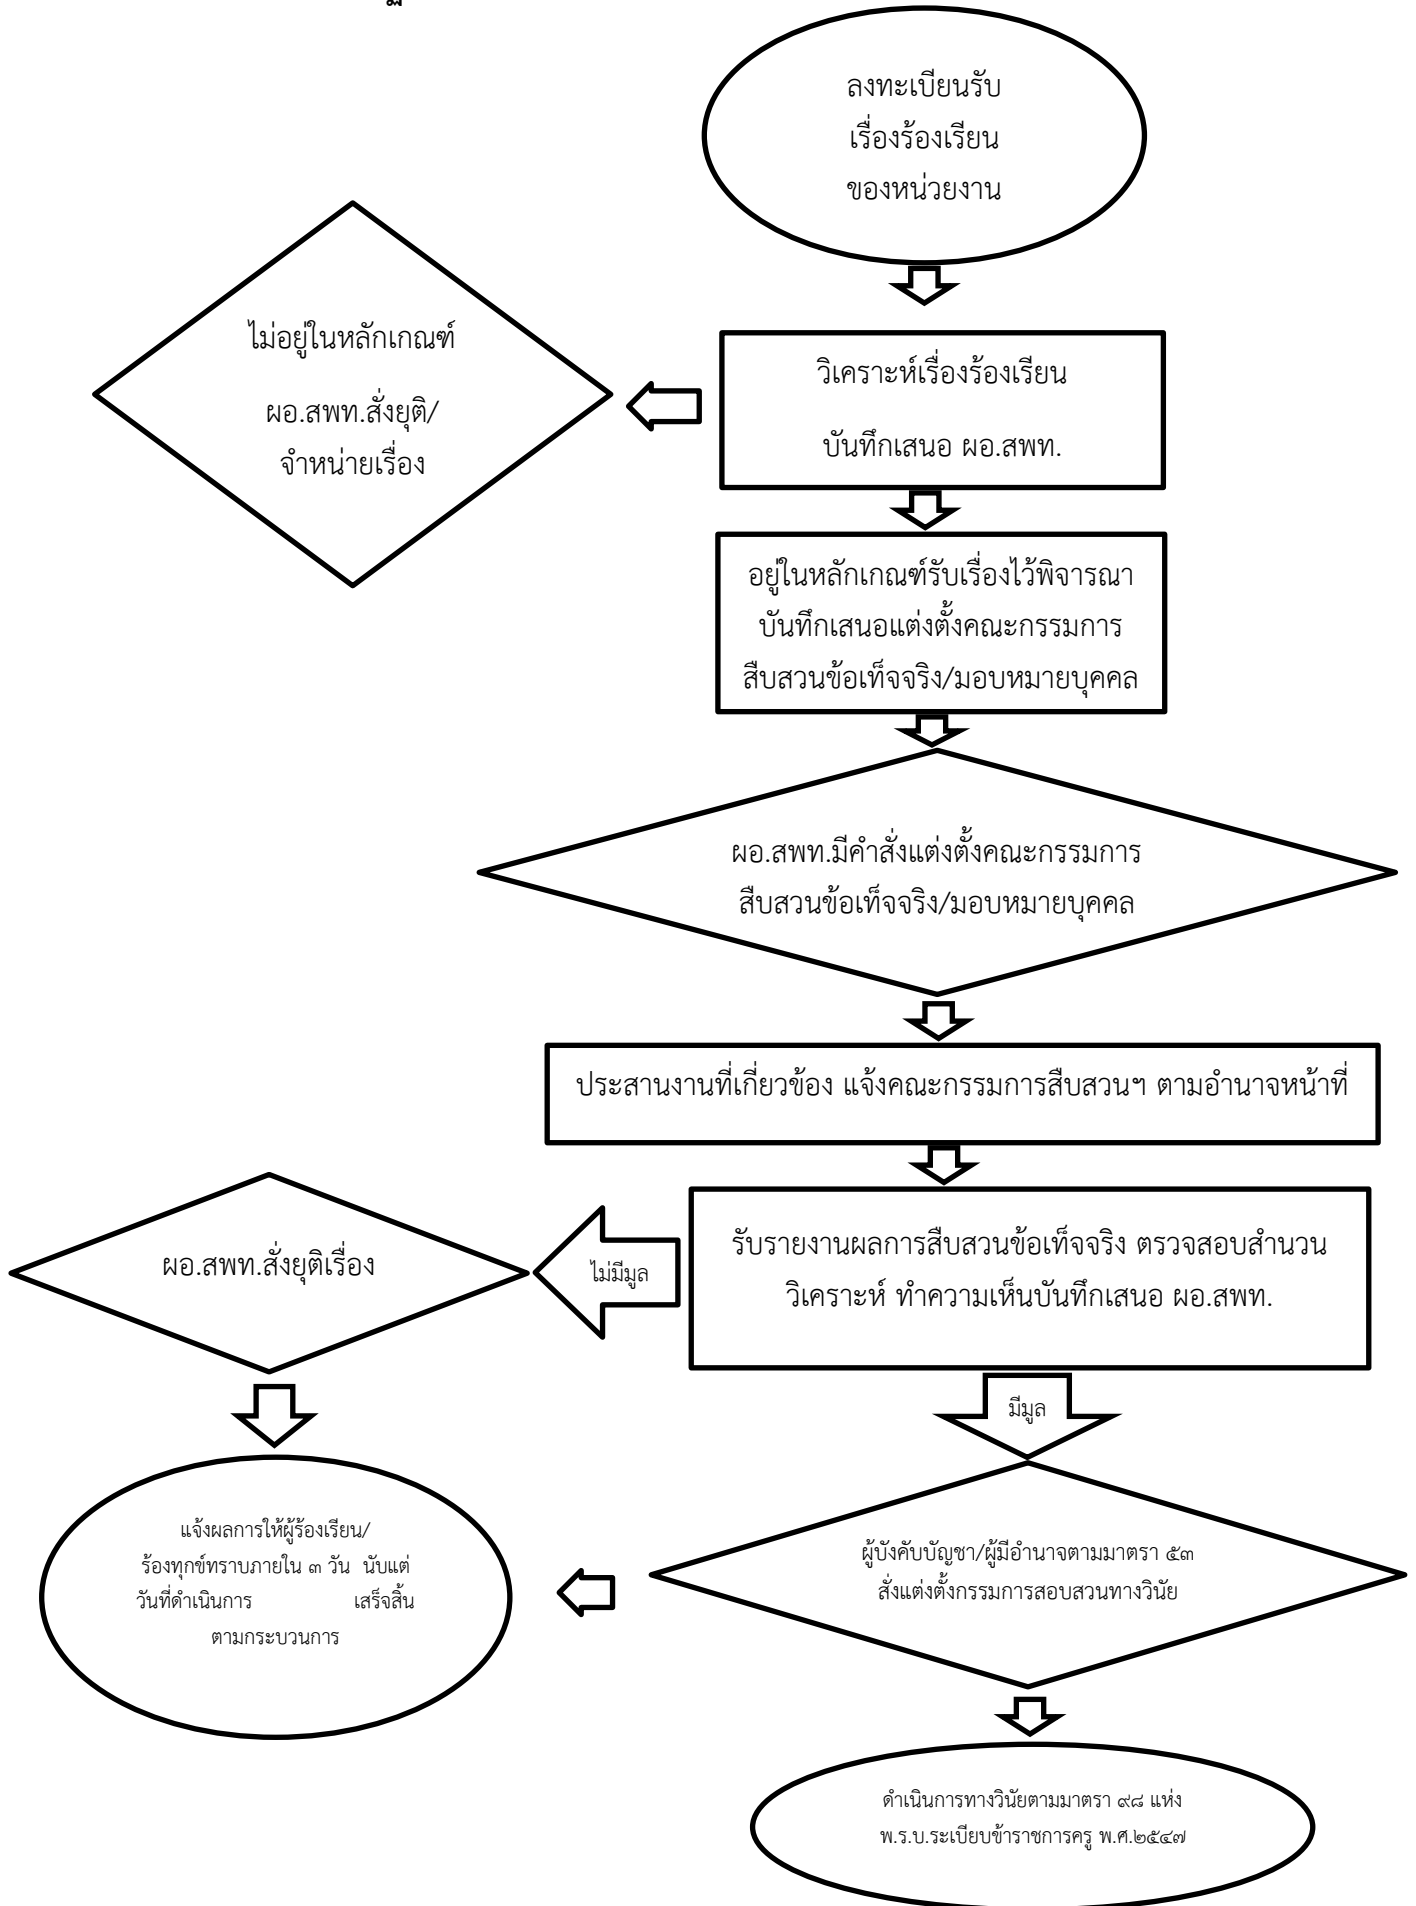 ลงทะเบียนรับ
เรื่องร้องเรียน
ของหน่วยงาน
ไม่อยู่ในหลักเกณฑ์
ผอ.สพท.สั่งยุติ/
จำหน่ายเรื่อง
วิเคราะห์เรื่องร้องเรียน
บันทึกเสนอ ผอ.สพท.
อยู่ในหลักเกณฑ์รับเรื่องไว้พิจารณา
บันทึกเสนอแต่งตั้งคณะกรรมการ
สืบสวนข้อเท็จจริง/มอบหมายบุคคล
ผอ.สพท.มีคำสั่งแต่งตั้งคณะกรรมการ
สืบสวนข้อเท็จจริง/มอบหมายบุคคล
ประสานงานที่เกี่ยวข้อง แจ้งคณะกรรมการสืบสวนฯ ตามอำนาจหน้าที่
รับรายงานผลการสืบสวนข้อเท็จจริง ตรวจสอบสำนวน
วิเคราะห์ ทำความเห็นบันทึกเสนอ ผอ.สพท.
ไม่มีมูล
ผอ.สพท.สั่งยุติเรื่อง
มีมูล
แจ้งผลการให้ผู้ร้องเรียน/
ร้องทุกข์ทราบภายใน ๓ วัน นับแต่
วันที่ดำเนินการ เสร็จสิ้น
ตามกระบวนการ
ผู้บังคับบัญชา/ผู้มีอำนาจตามมาตรา ๕๓
สั่งแต่งตั้งกรรมการสอบสวนทางวินัย
ดำเนินการทางวินัยตามมาตรา ๙๘ แห่ง
พ.ร.บ.ระเบียบข้าราชการครู พ.ศ.๒๕๔๗